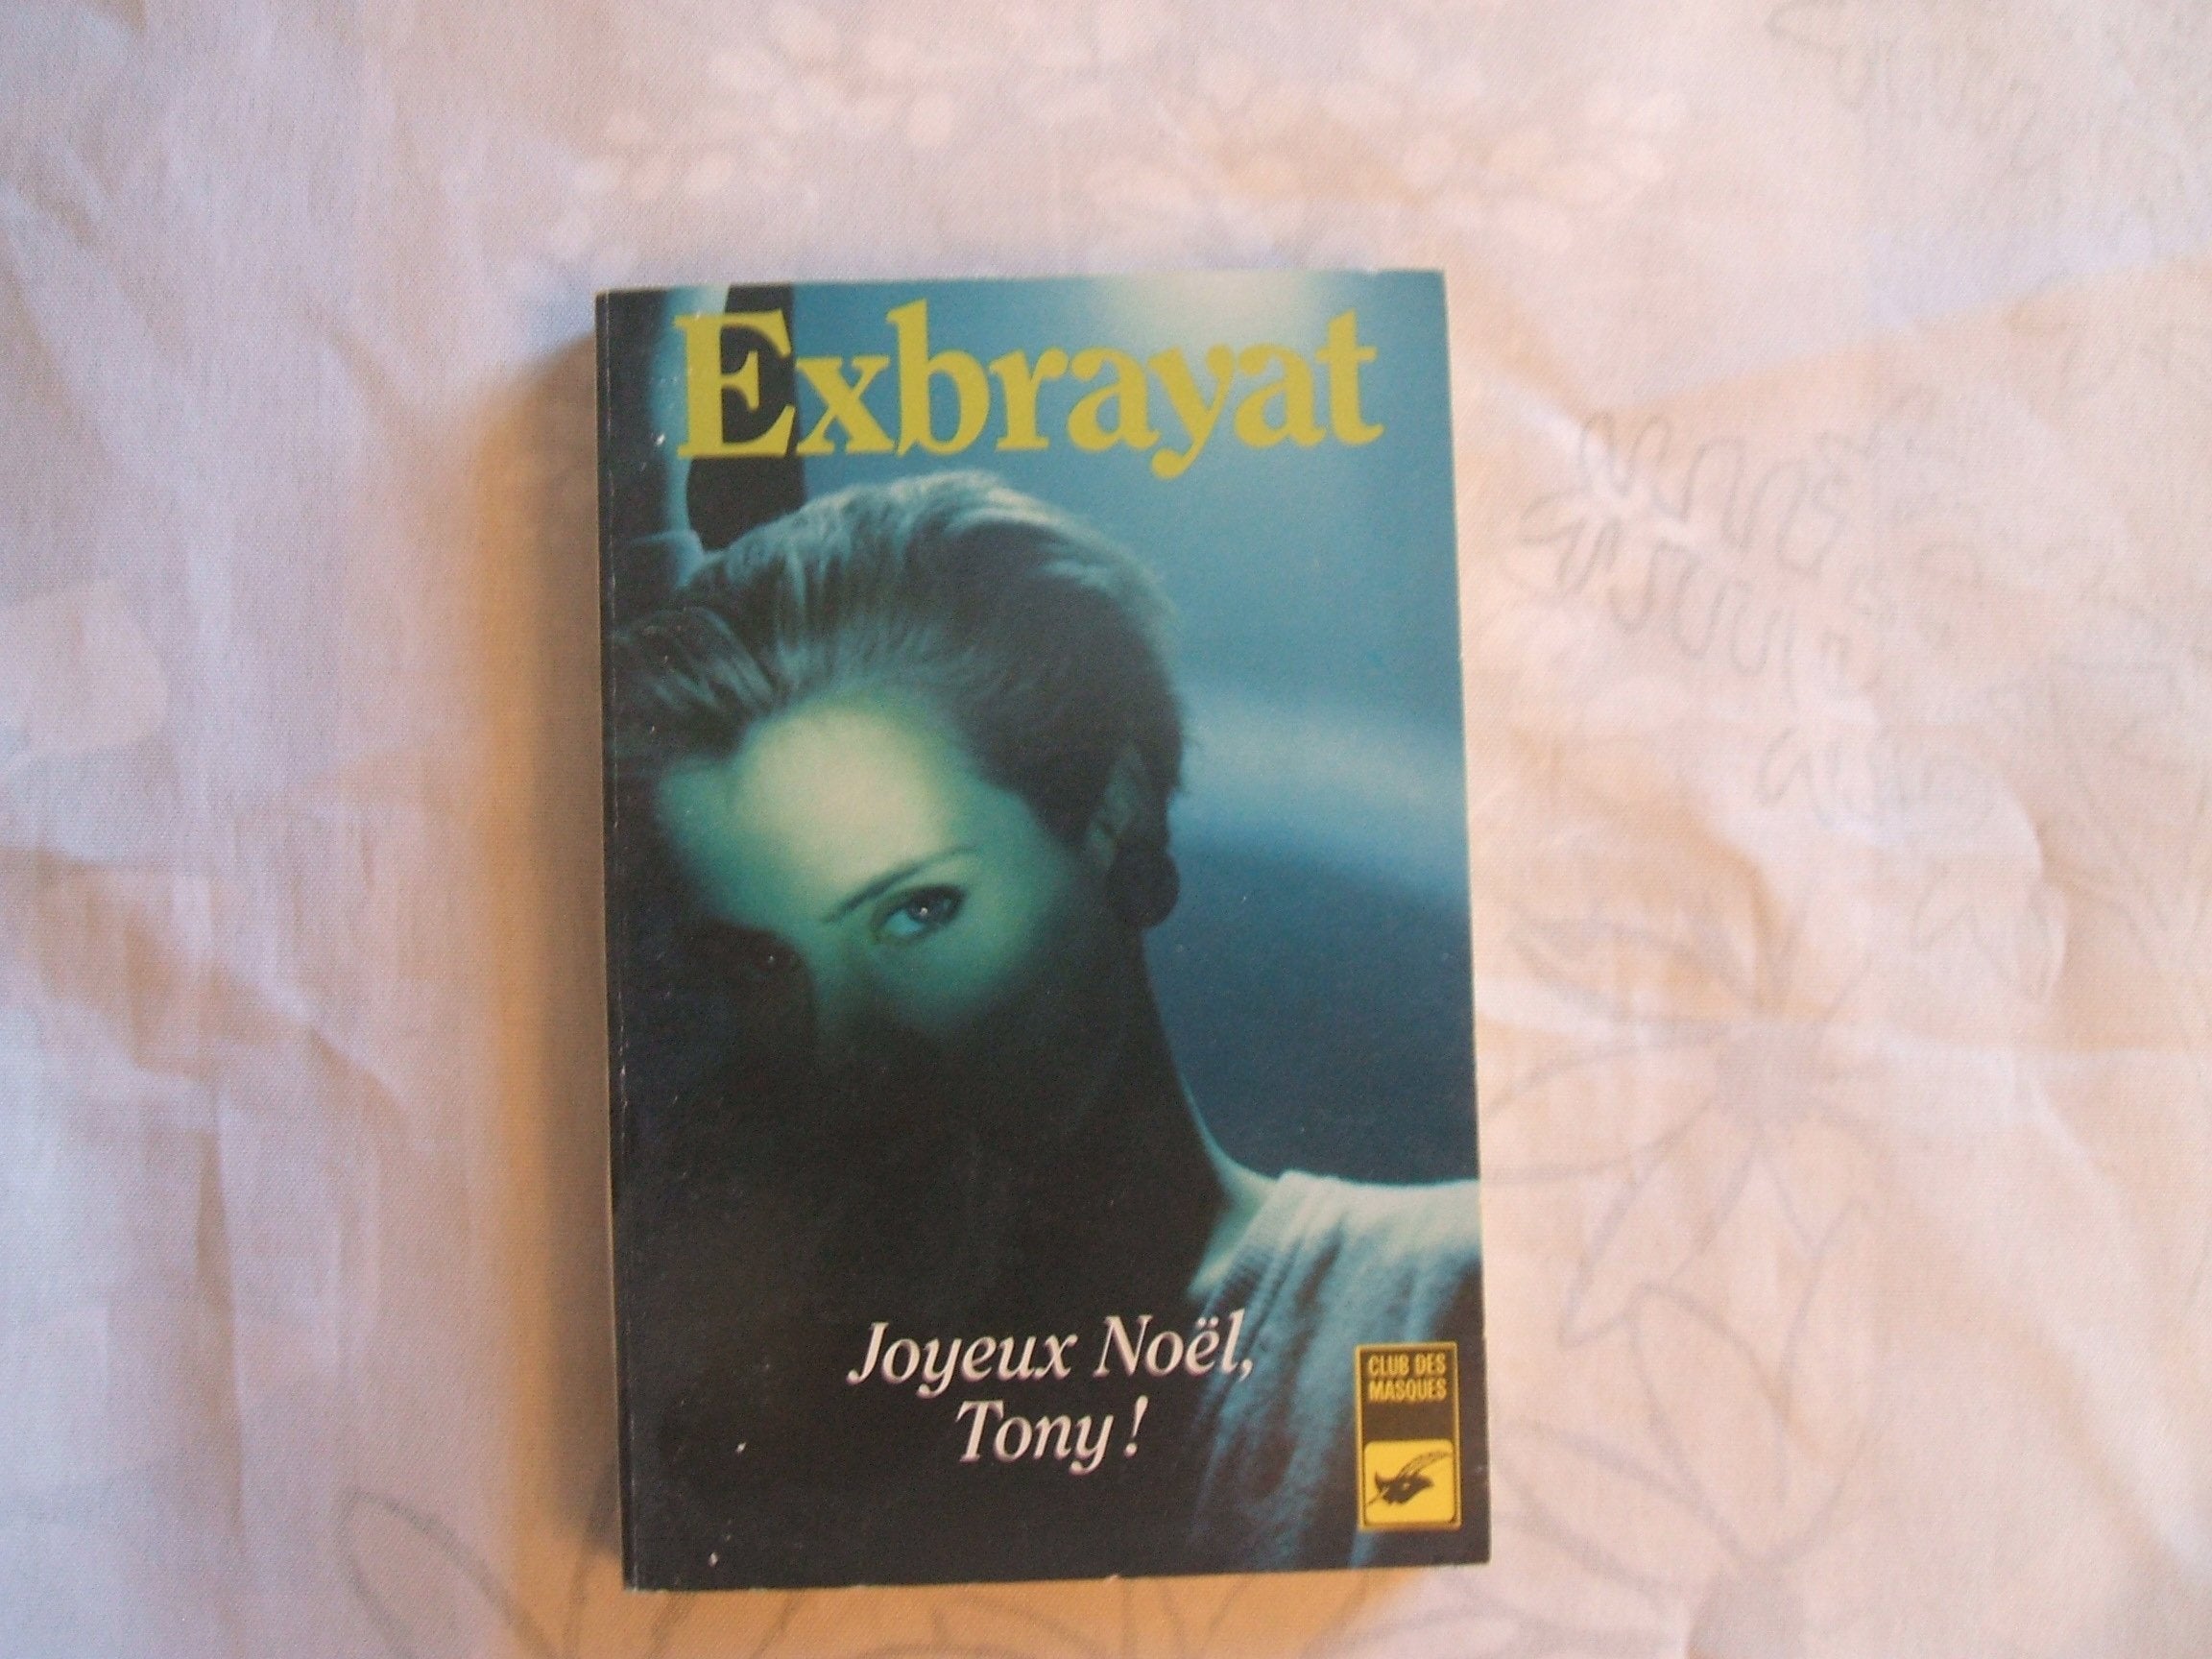 Exbrayat
Joyeux Noël,
Tony !
CLUB DES
MASQUES